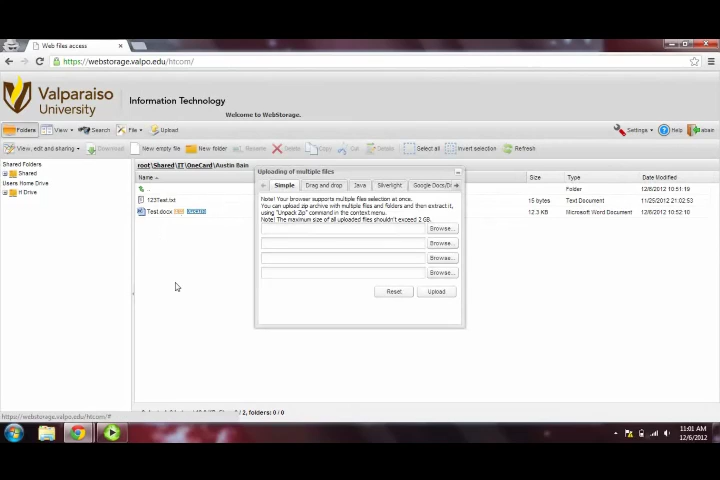 Web files access
https://webstorage.valpo.edu/htcom/
Valparaiso
University
Information Technology
Welcome to WebStorage.
Folders View Search File Upload
Settings Help abain
View, edit and sharing Download New empty file New folder Rename Delete Copy Cut Details Select all Invert selection Refresh
Shared Folders
Shared
Users Home Drive
H Drive
root\Shared\IT\OneCard\Austin Bain
Name Size Type Date Modified
.. Folder 12/6/2012 10:51:19
123Test.txt 15 bytes Text Document 11/25/2012 21:02:53
Test.docx 12.3 KB Microsoft Word Document 12/6/2012 10:52:10
Uploading of multiple files
Simple Drag and drop Java Silverlight Google Docs/Dr
Note! Your browser supports multiple files selection at once.
You can upload zip archive with multiple files and folders and then extract it,
using "Unpack Zip" command in the context menu.
Note! The maximum size of all uploaded files shouldn't exceed 2 GB.
Browse...
Browse...
Browse...
Browse...
Reset Upload
https://webstorage.valpo.edu/htcom/#
/ 2, folders: 0 / 0
11:01 AM
12/6/2012